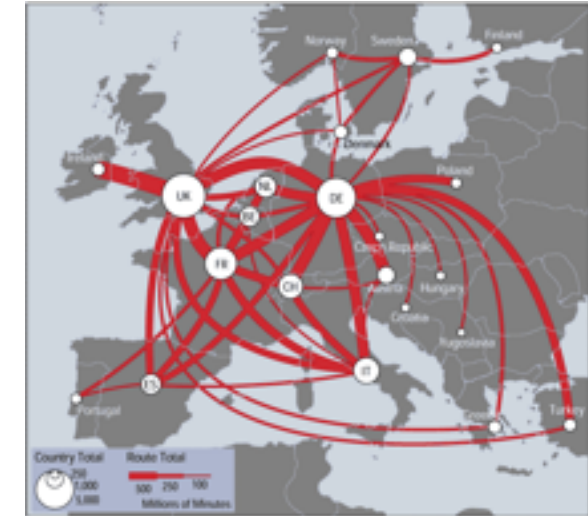 Norway
Sweden
Finland
Denmark
Ireland
UK
NL
DE
Poland
BE
Czech Republic
FR
CH
Austria
Hungary
Croatia
Yugoslavia
IT
ES
Portugal
Greece
Turkey
Country Total
Route Total
250
1,000
5,000
500 250 100
Millions of Minutes